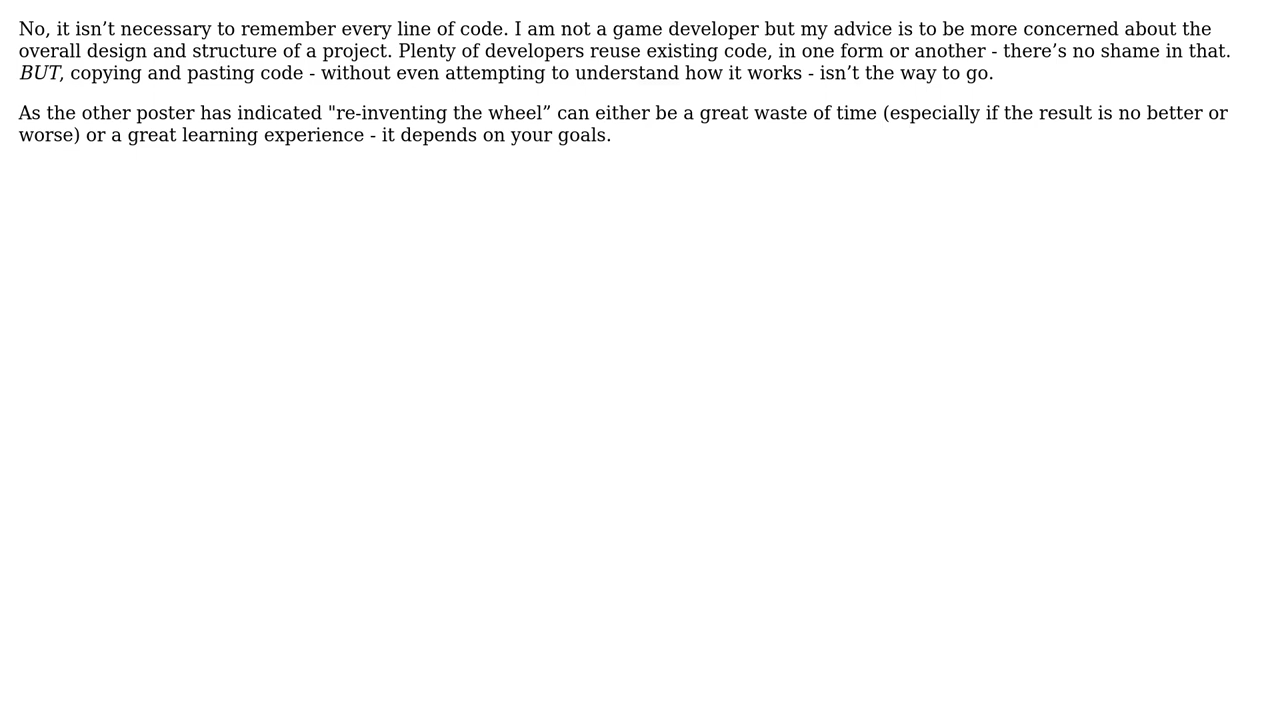 No, it isn’t necessary to remember every line of code. I am not a game developer but my advice is to be more concerned about the
overall design and structure of a project. Plenty of developers reuse existing code, in one form or another - there’s no shame in that.
BUT, copying and pasting code - without even attempting to understand how it works - isn’t the way to go.
As the other poster has indicated "re-inventing the wheel” can either be a great waste of time (especially if the result is no better or
worse) or a great learning experience - it depends on your goals.